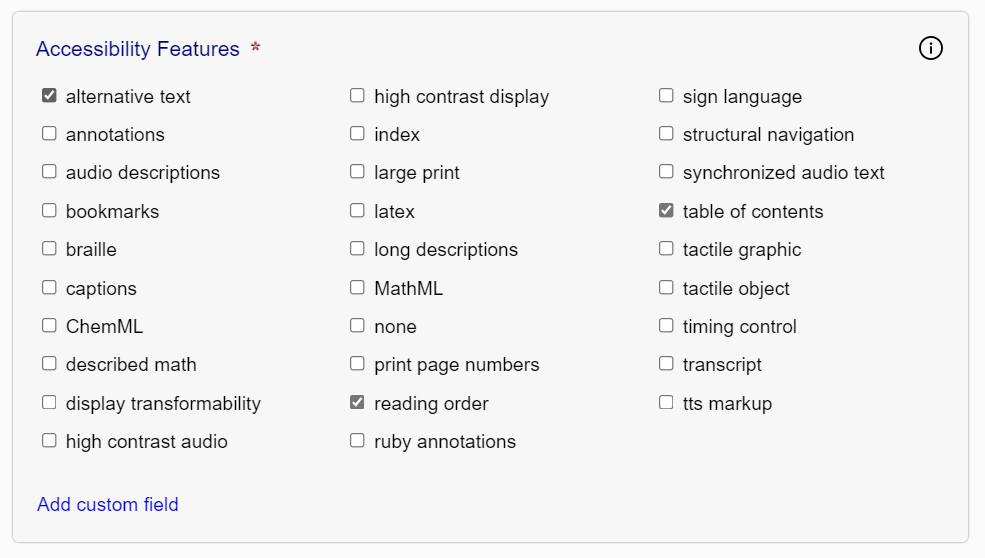 Accessibility Features *
alternative text
annotations
audio descriptions
bookmarks
braille
captions
ChemML
described math
display transformability
high contrast audio
high contrast display
index
large print
latex
long descriptions
MathML
none
print page numbers
reading order
ruby annotations
sign language
structural navigation
synchronized audio text
table of contents
tactile graphic
tactile object
timing control
transcript
tts markup
Add custom field